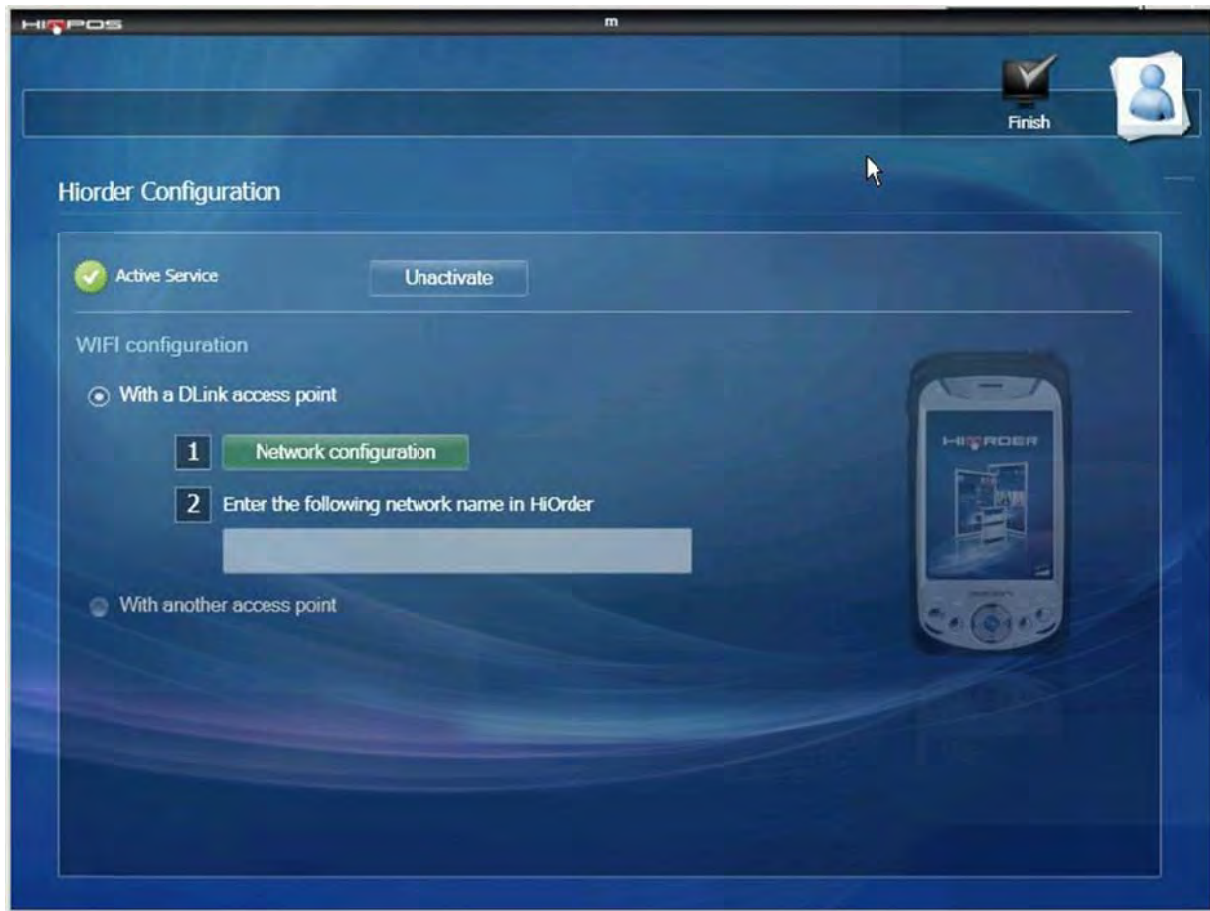 HIOPOS
m
Finish
Hiorder Configuration
Active Service
Unactivate
WIFI configuration
With a DLink access point
1
Network configuration
2
Enter the following network name in HiOrder
With another access point
HIORDER